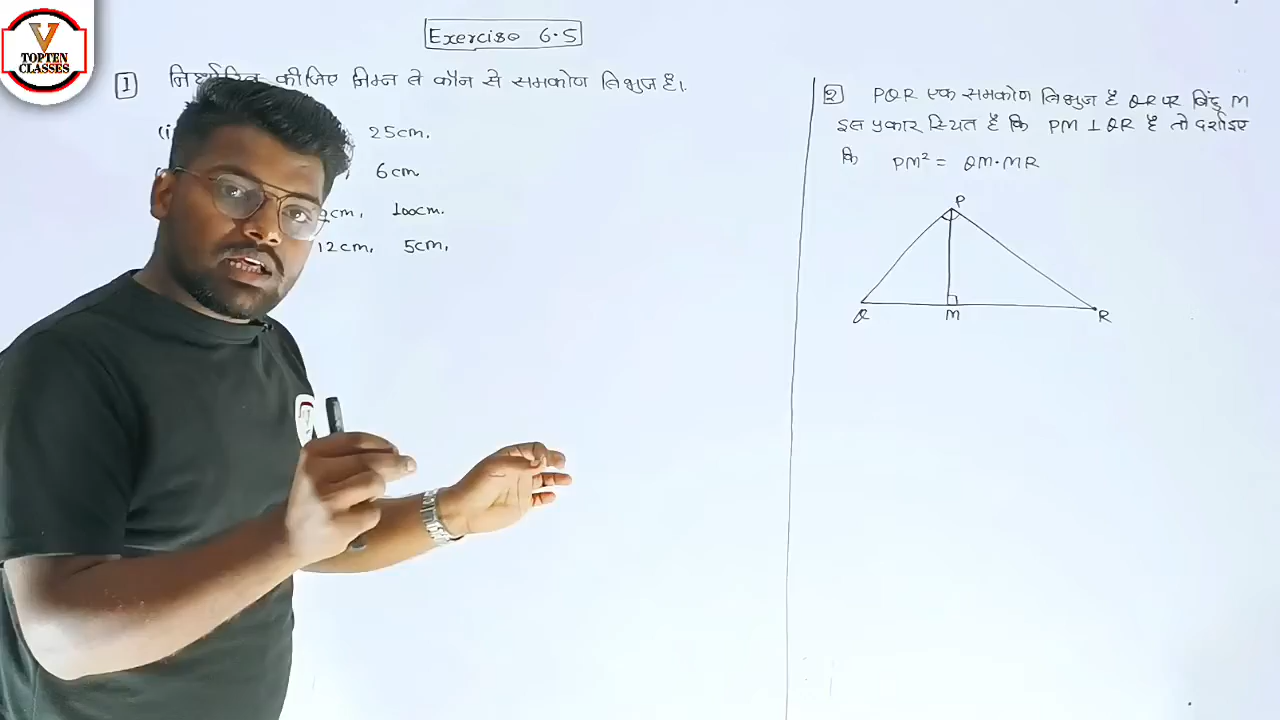 V
TOPTEN
CLASSES
Exercise 6.5
1 कीजिए निम्न में कौन से समकोण त्रिभुज है।
(i 25cm.
6cm
cm, 100cm.
12cm, 5cm,
2 PQR एक समकोण त्रिभुज है QR पर बिंदु M
इस प्रकार स्थित है कि PM ⊥ QR है तो दर्शाइए
कि PM² = QM·MR
P
Q M R